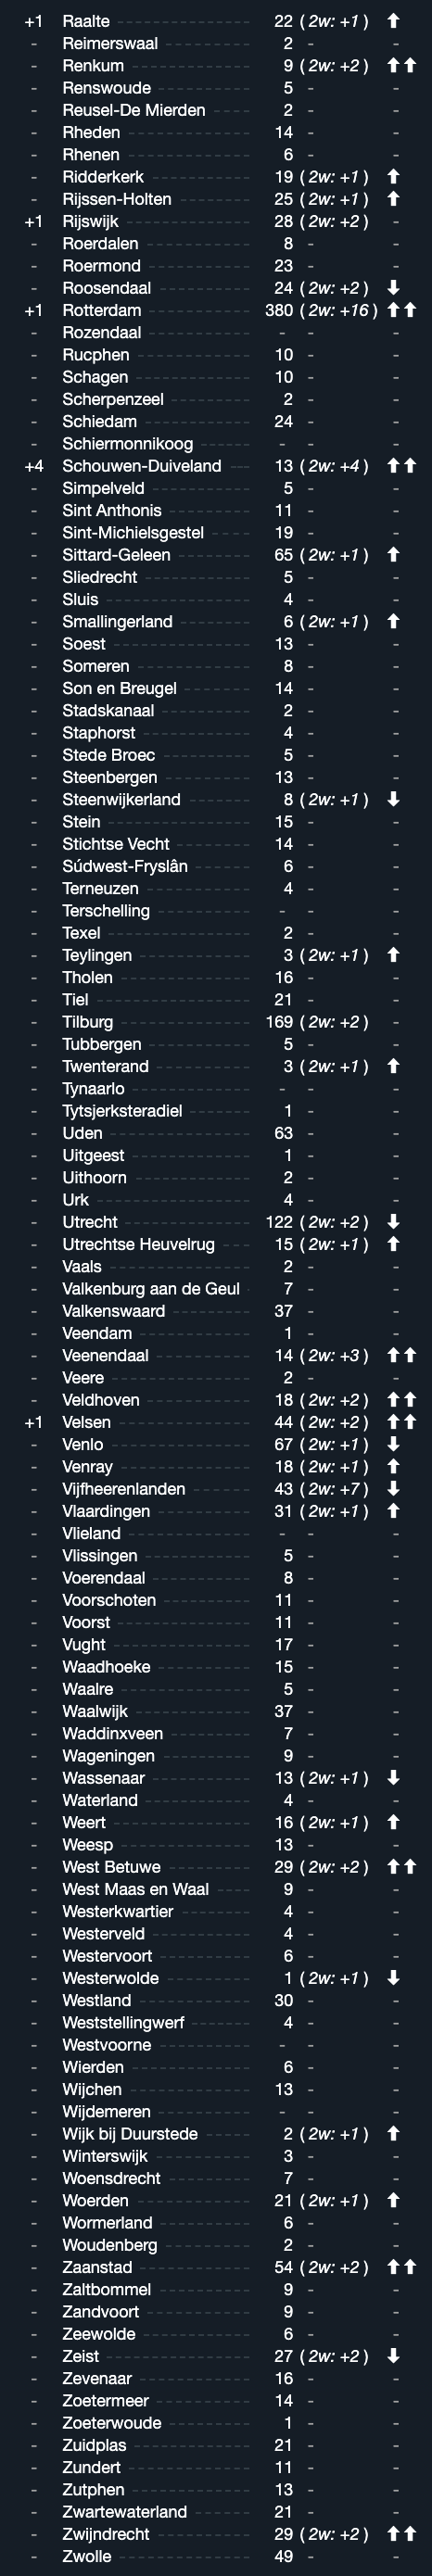 +1 Raalte 22 ( 2w: +1 ) ⬆
- Reimerswaal 2 - -
- Renkum 9 ( 2w: +2 ) ⬆⬆
- Renswoude 5 - -
- Reusel-De Mierden 2 - -
- Rheden 14 - -
- Rhenen 6 - -
- Ridderkerk 19 ( 2w: +1 ) ⬆
- Rijssen-Holten 25 ( 2w: +1 ) ⬆
+1 Rijswijk 28 ( 2w: +2 ) -
- Roerdalen 8 - -
- Roermond 23 - -
- Roosendaal 24 ( 2w: +2 ) ⬇
+1 Rotterdam 380 ( 2w: +16 ) ⬆⬆
- Rozendaal - - -
- Rucphen 10 - -
- Schagen 10 - -
- Scherpenzeel 2 - -
- Schiedam 24 - -
- Schiermonnikoog - - -
+4 Schouwen-Duiveland 13 ( 2w: +4 ) ⬆⬆
- Simpelveld 5 - -
- Sint Anthonis 11 - -
- Sint-Michielsgestel 19 - -
- Sittard-Geleen 65 ( 2w: +1 ) ⬆
- Sliedrecht 5 - -
- Sluis 4 - -
- Smallingerland 6 ( 2w: +1 ) ⬆
- Soest 13 - -
- Someren 8 - -
- Son en Breugel 14 - -
- Stadskanaal 2 - -
- Staphorst 4 - -
- Stede Broec 5 - -
- Steenbergen 13 - -
- Steenwijkerland 8 ( 2w: +1 ) ⬇
- Stein 15 - -
- Stichtse Vecht 14 - -
- Súdwest-Fryslân 6 - -
- Terneuzen 4 - -
- Terschelling - - -
- Texel 2 - -
- Teylingen 3 ( 2w: +1 ) ⬆
- Tholen 16 - -
- Tiel 21 - -
- Tilburg 169 ( 2w: +2 ) -
- Tubbergen 5 - -
- Twenterand 3 ( 2w: +1 ) ⬆
- Tynaarlo - - -
- Tytsjerksteradiel 1 - -
- Uden 63 - -
- Uitgeest 1 - -
- Uithoorn 2 - -
- Urk 4 - -
- Utrecht 122 ( 2w: +2 ) ⬇
- Utrechtse Heuvelrug 15 ( 2w: +1 ) ⬆
- Vaals 2 - -
- Valkenburg aan de Geul 7 - -
- Valkenswaard 37 - -
- Veendam 1 - -
- Veenendaal 14 ( 2w: +3 ) ⬆⬆
- Veere 2 - -
- Veldhoven 18 ( 2w: +2 ) ⬆⬆
+1 Velsen 44 ( 2w: +2 ) ⬆⬆
- Venlo 67 ( 2w: +1 ) ⬇
- Venray 18 ( 2w: +1 ) ⬆
- Vijfheerenlanden 43 ( 2w: +7 ) ⬇
- Vlaardingen 31 ( 2w: +1 ) ⬆
- Vlieland - - -
- Vlissingen 5 - -
- Voerendaal 8 - -
- Voorschoten 11 - -
- Voorst 11 - -
- Vught 17 - -
- Waadhoeke 15 - -
- Waalre 5 - -
- Waalwijk 37 - -
- Waddinxveen 7 - -
- Wageningen 9 - -
- Wassenaar 13 ( 2w: +1 ) ⬇
- Waterland 4 - -
- Weert 16 ( 2w: +1 ) ⬆
- Weesp 13 - -
- West Betuwe 29 ( 2w: +2 ) ⬆⬆
- West Maas en Waal 9 - -
- Westerkwartier 4 - -
- Westerveld 4 - -
- Westervoort 6 - -
- Westerwolde 1 ( 2w: +1 ) ⬇
- Westland 30 - -
- Weststellingwerf 4 - -
- Westvoorne - - -
- Wierden 6 - -
- Wijchen 13 - -
- Wijdemeren - - -
- Wijk bij Duurstede 2 ( 2w: +1 ) ⬆
- Winterswijk 3 - -
- Woensdrecht 7 - -
- Woerden 21 ( 2w: +1 ) ⬆
- Wormerland 6 - -
- Woudenberg 2 - -
- Zaanstad 54 ( 2w: +2 ) ⬆⬆
- Zaltbommel 9 - -
- Zandvoort 9 - -
- Zeewolde 6 - -
- Zeist 27 ( 2w: +2 ) ⬇
- Zevenaar 16 - -
- Zoetermeer 14 - -
- Zoeterwoude 1 - -
- Zuidplas 21 - -
- Zundert 11 - -
- Zutphen 13 - -
- Zwartewaterland 21 - -
- Zwijndrecht 29 ( 2w: +2 ) ⬆⬆
- Zwolle 49 - -